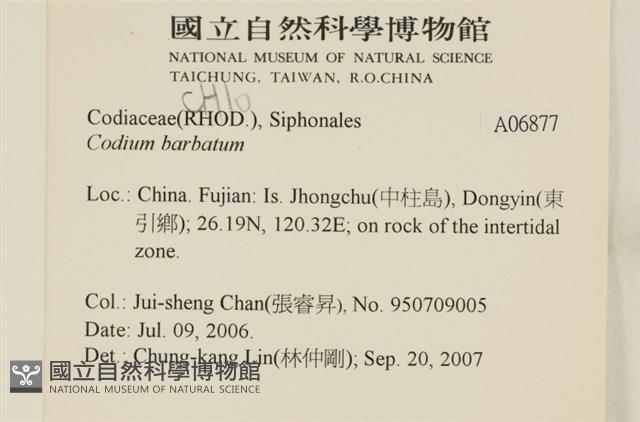 國立自然科學博物館
NATIONAL MUSEUM OF NATURAL SCIENCE
TAICHUNG, TAIWAN, R.O.CHINA
CHlo
Codiaceae(RHOD.), Siphonales
A06877
Codium barbatum
Loc.: China. Fujian: Is. Jhongchu(中柱島), Dongyin(東
引鄉); 26.19N, 120.32E; on rock of the intertidal
zone.
Col.: Jui-sheng Chan(張睿昇), No. 950709005
Date: Jul. 09, 2006.
Det.: Chung-kang Lin(林仲剛); Sep. 20, 2007
國立自然科學博物館
NATIONAL MUSEUM OF NATURAL SCIENCE